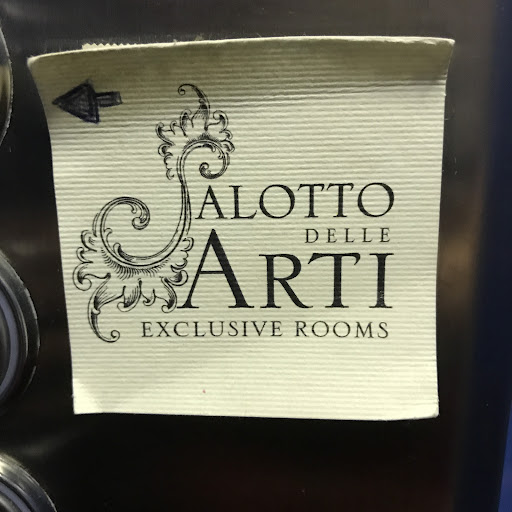 SALOTTO
DELLE
ARTI
EXCLUSIVE ROOMS